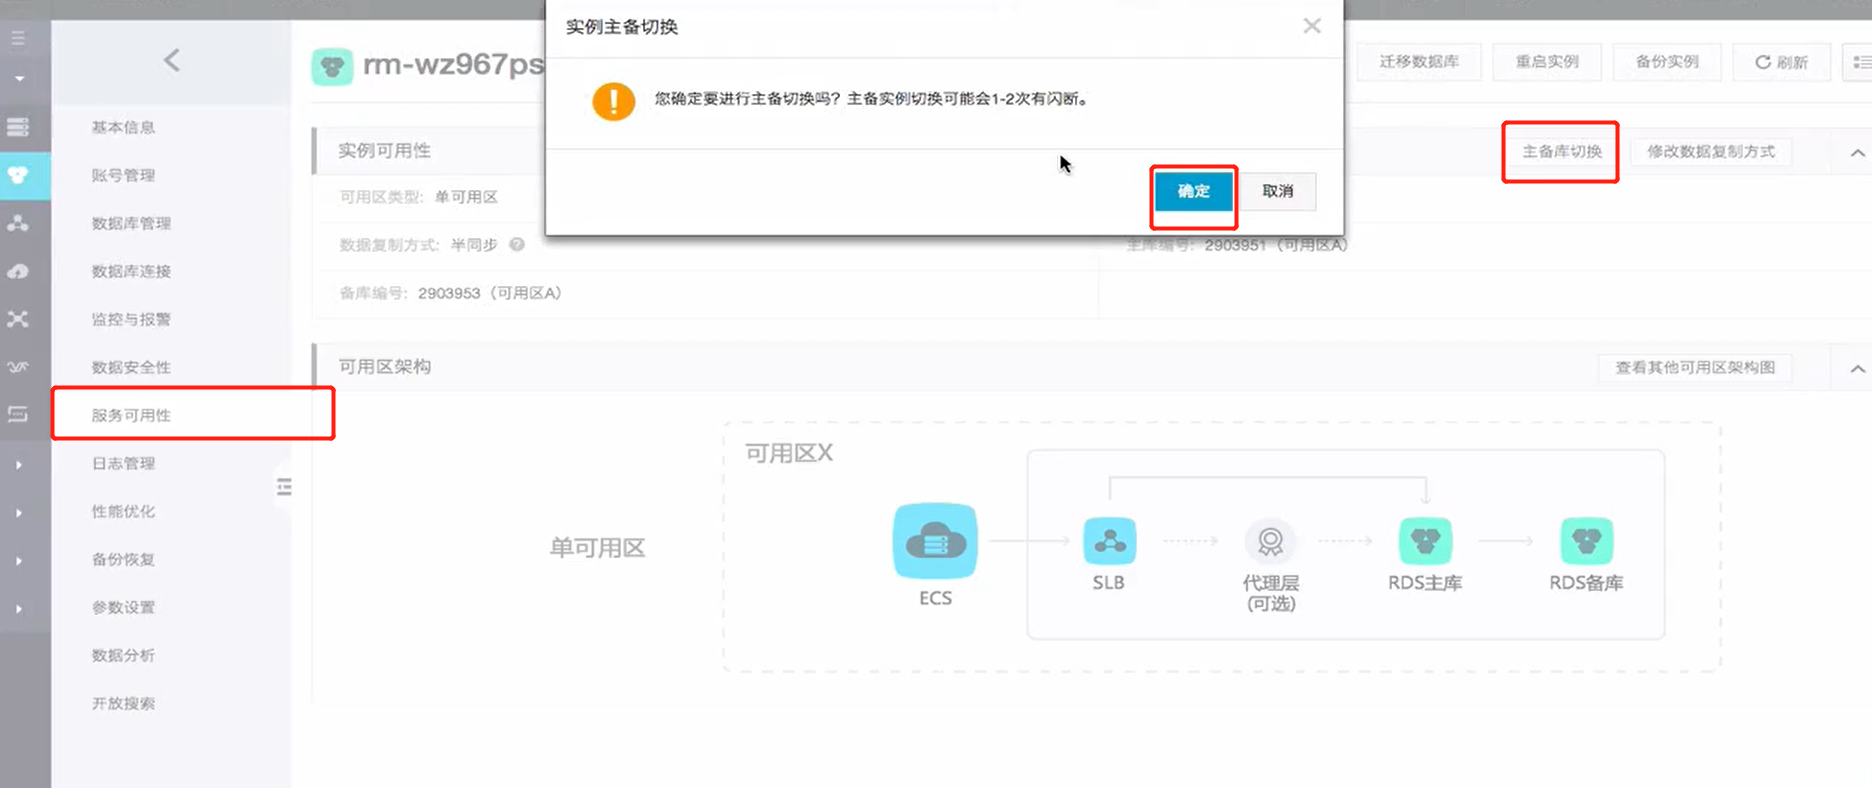 实例主备切换
您确定要进行主备切换吗？主备实例切换可能会1-2次有闪断。
确定
取消
rm-wz967ps
迁移数据库
重启实例
备份实例
刷新
基本信息
账号管理
数据库管理
数据库连接
监控与报警
数据安全性
服务可用性
日志管理
性能优化
备份恢复
参数设置
数据分析
开放搜索
实例可用性
主备库切换
修改数据复制方式
可用区类型: 单可用区
数据复制方式: 半同步 ?
主库编号: 2903951（可用区A）
备库编号: 2903953（可用区A）
可用区架构
查看其他可用区架构图
可用区X
单可用区
ECS
SLB
代理层
(可选)
RDS主库
RDS备库